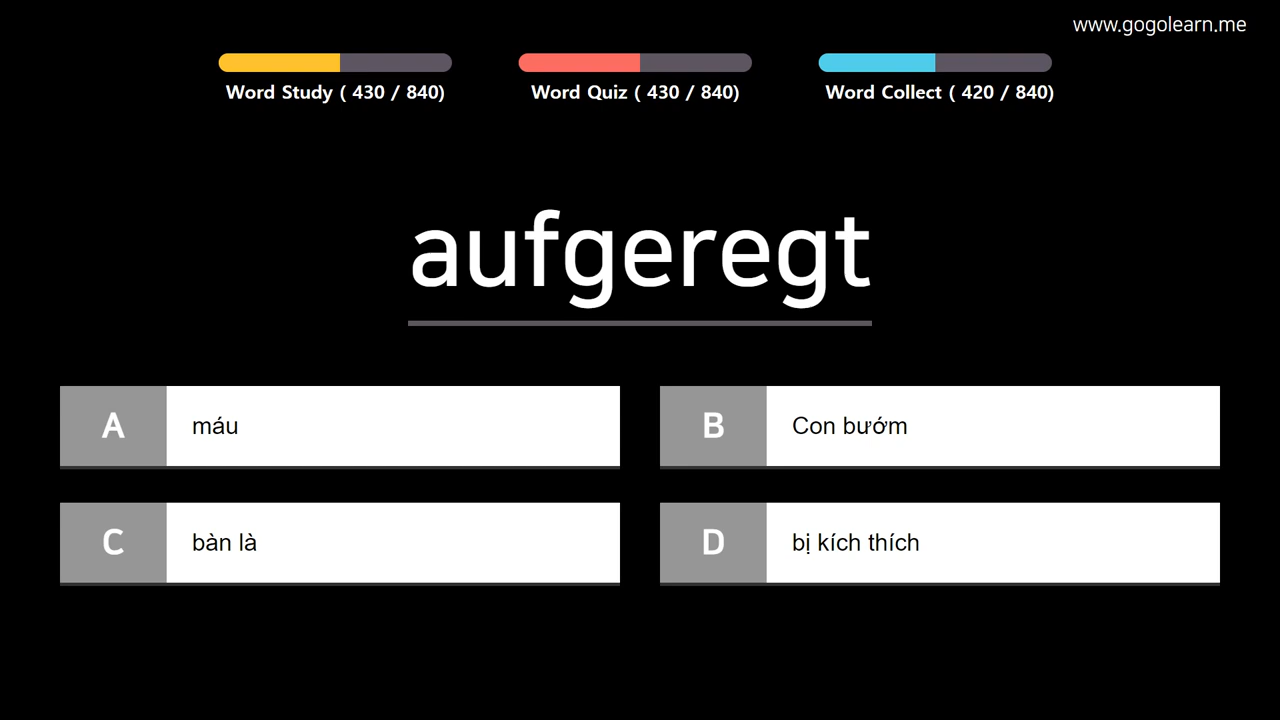 www.gogolearn.me
Word Study ( 430 / 840)
Word Quiz ( 430 / 840)
Word Collect ( 420 / 840)
aufgeregt
A máu
B Con bướm
C bàn là
D bị kích thích